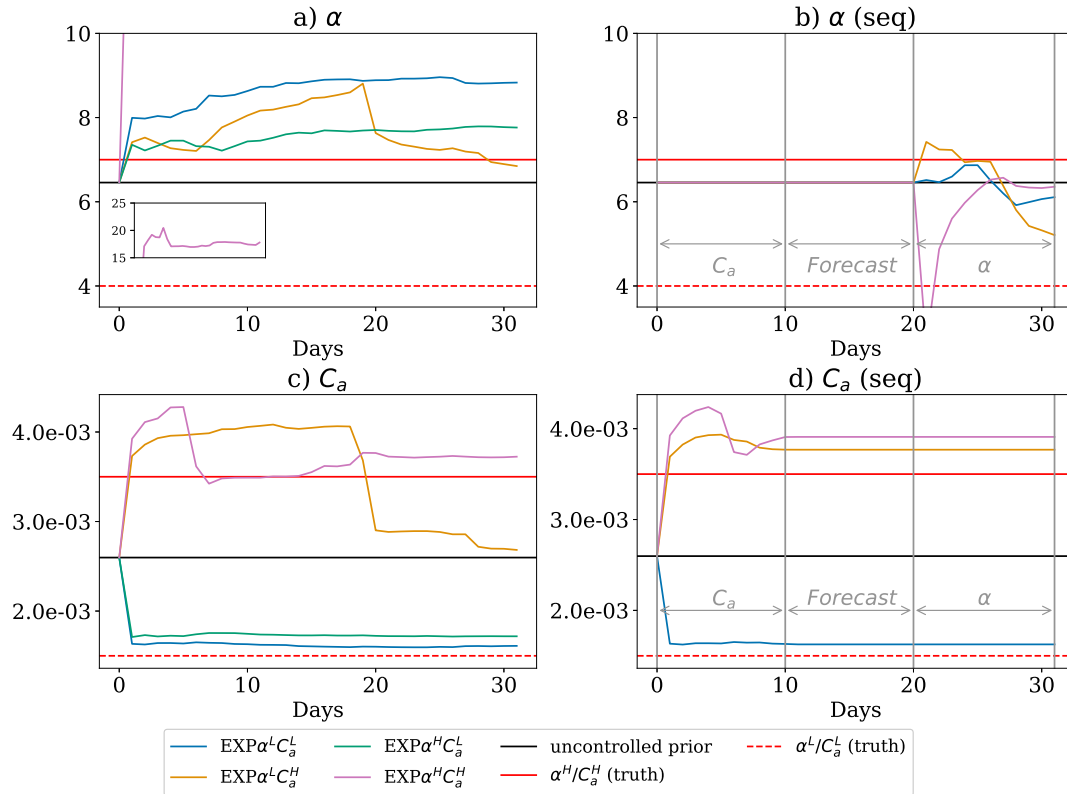 a) α
b) α (seq)
10
8
6
4
25
20
15
0
10
20
30
Days
10
8
6
4
C_a
Forecast
α
0
10
20
30
Days
c) C_a
d) C_a (seq)
4.0e-03
3.0e-03
2.0e-03
0
10
20
30
Days
4.0e-03
3.0e-03
2.0e-03
C_a
Forecast
α
0
10
20
30
Days
EXPα^L C_a^L
EXPα^H C_a^L
uncontrolled prior
α^L/C_a^L (truth)
EXPα^L C_a^H
EXPα^H C_a^H
α^H/C_a^H (truth)